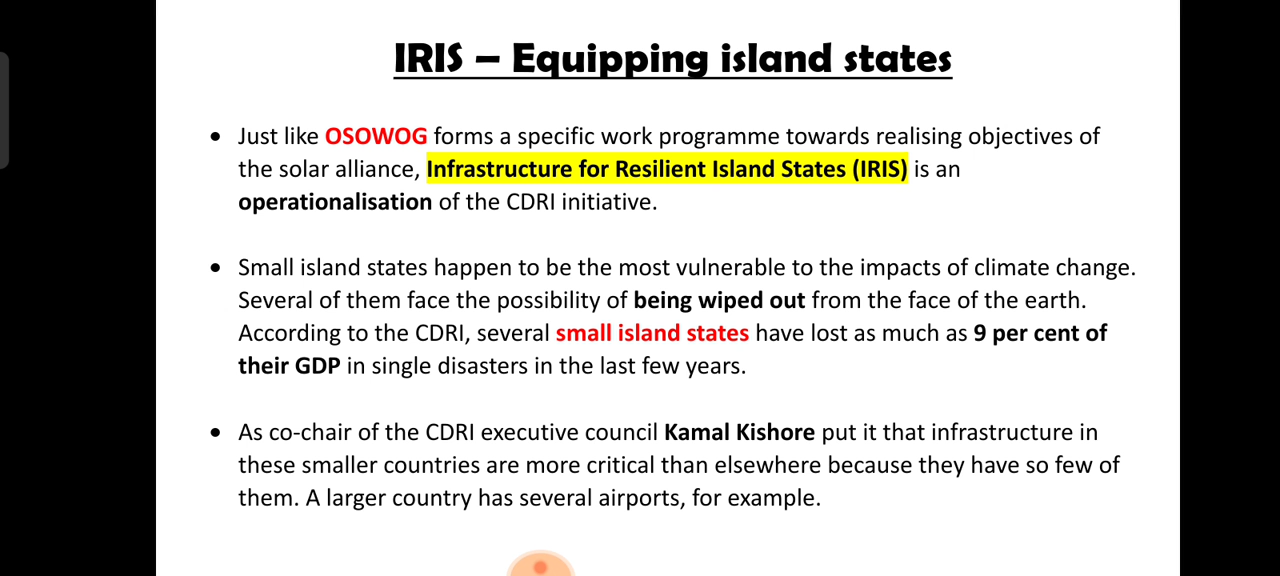 IRIS – Equipping island states
• Just like OSOWOG forms a specific work programme towards realising objectives of
the solar alliance, Infrastructure for Resilient Island States (IRIS) is an
operationalisation of the CDRI initiative.
• Small island states happen to be the most vulnerable to the impacts of climate change.
Several of them face the possibility of being wiped out from the face of the earth.
According to the CDRI, several small island states have lost as much as 9 per cent of
their GDP in single disasters in the last few years.
• As co-chair of the CDRI executive council Kamal Kishore put it that infrastructure in
these smaller countries are more critical than elsewhere because they have so few of
them. A larger country has several airports, for example.